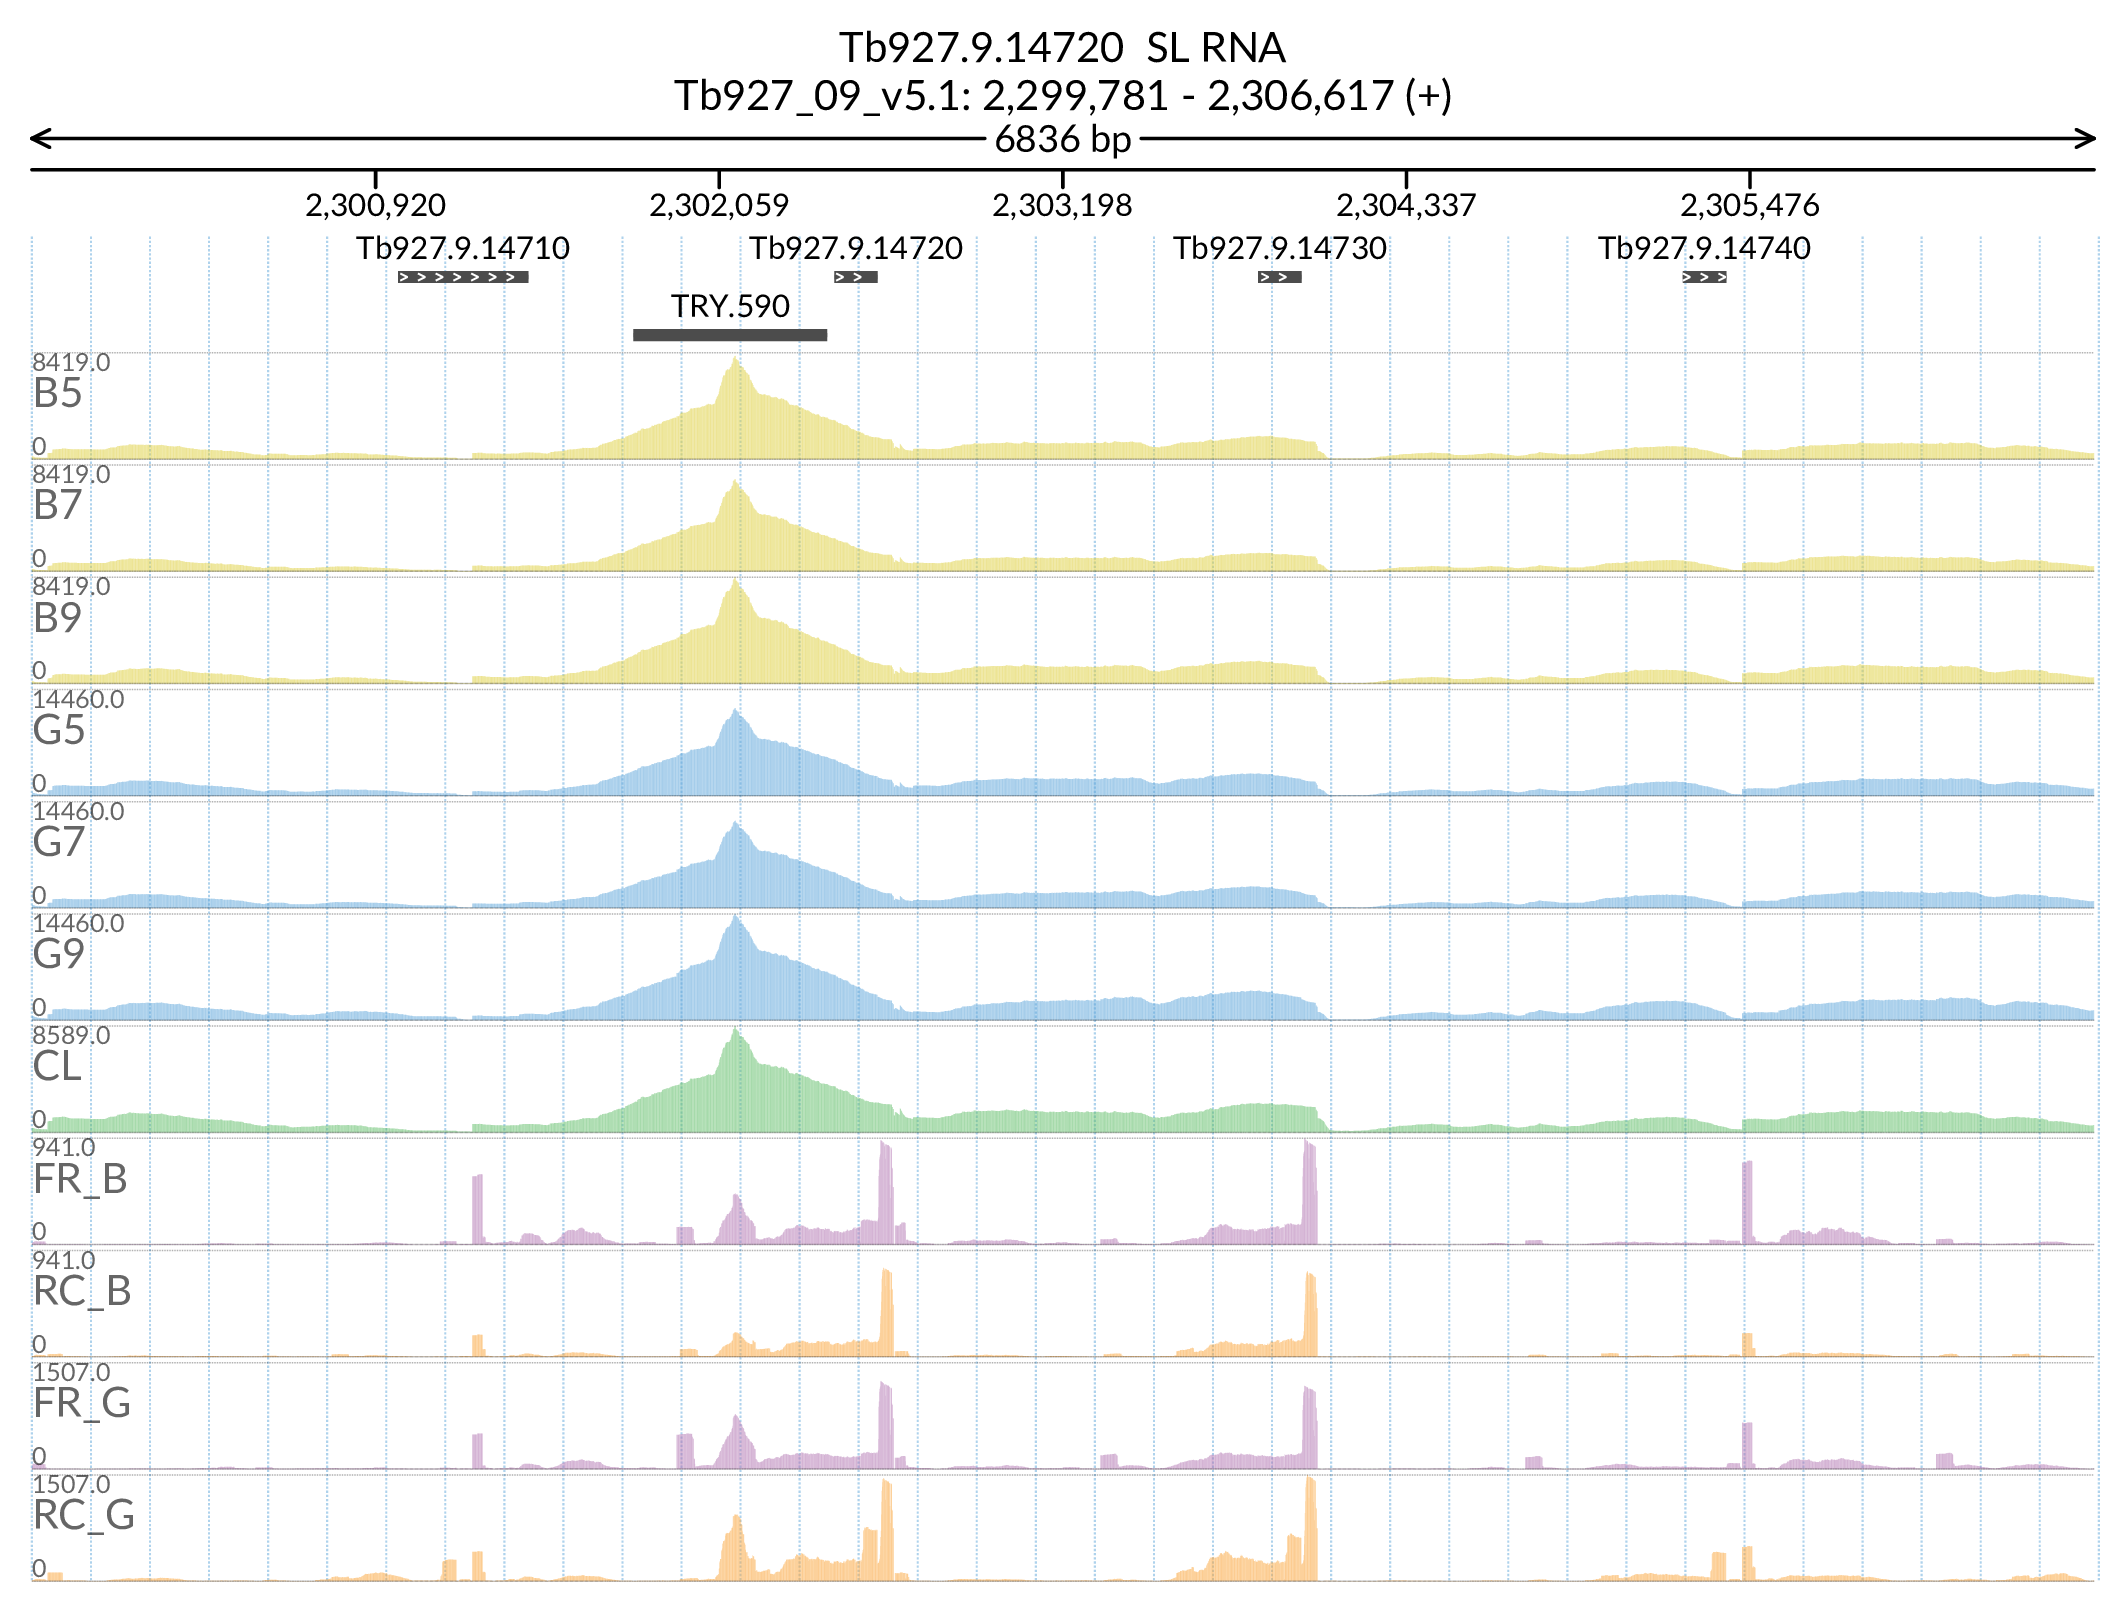 Tb927.9.14720 SL RNA
Tb927_09_v5.1: 2,299,781 - 2,306,617 (+)
6836 bp
2,300,920 2,302,059 2,303,198 2,304,337 2,305,476
Tb927.9.14710 Tb927.9.14720 Tb927.9.14730 Tb927.9.14740
TRY.590
8419.0
B5
0
8419.0
B7
0
8419.0
B9
0
14460.0
G5
0
14460.0
G7
0
14460.0
G9
0
8589.0
CL
0
941.0
FR_B
0
941.0
RC_B
0
1507.0
FR_G
0
1507.0
RC_G
0